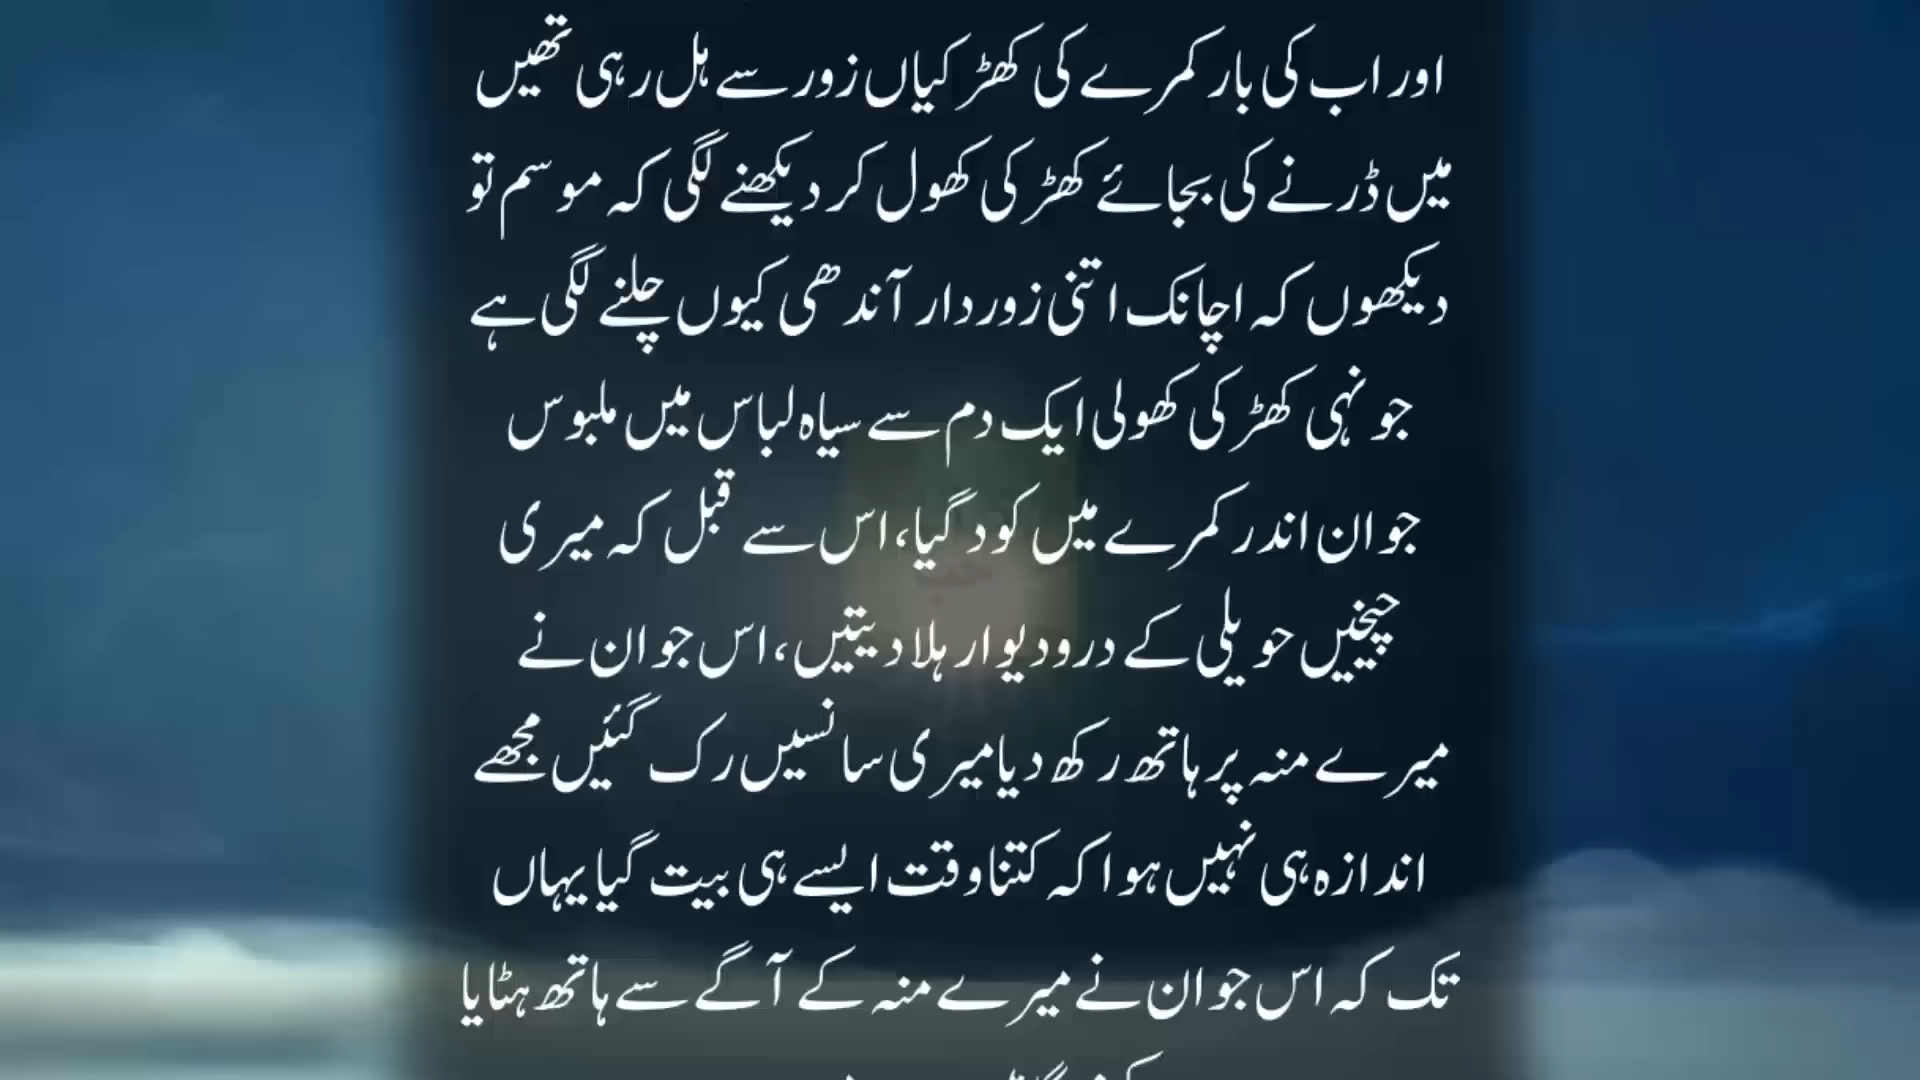 اور اب کی بار کمرے کی کھڑکیاں زور سے ہل رہی تھیں
میں ڈرنے کی بجائے کھڑکی کھول کر دیکھنے لگی کہ موسم تو
دیکھوں کہ اچانک اتنی زوردار آندھی کیوں چلنے لگی ہے
جونہی کھڑکی کھولی ایک دم سے سیاہ لباس میں ملبوس
جوان اندر کمرے میں کود گیا، اس سے قبل کہ میری
چیخیں حویلی کے درودیوار ہلا دیتیں، اس جوان نے
میرے منہ پر ہاتھ رکھ دیا میری سانسیں رک گئیں مجھے
اندازہ ہی نہیں ہوا کہ کتنا وقت ایسے ہی بیت گیا یہاں
تک کہ اس جوان نے میرے منہ کے آگے سے ہاتھ ہٹایا